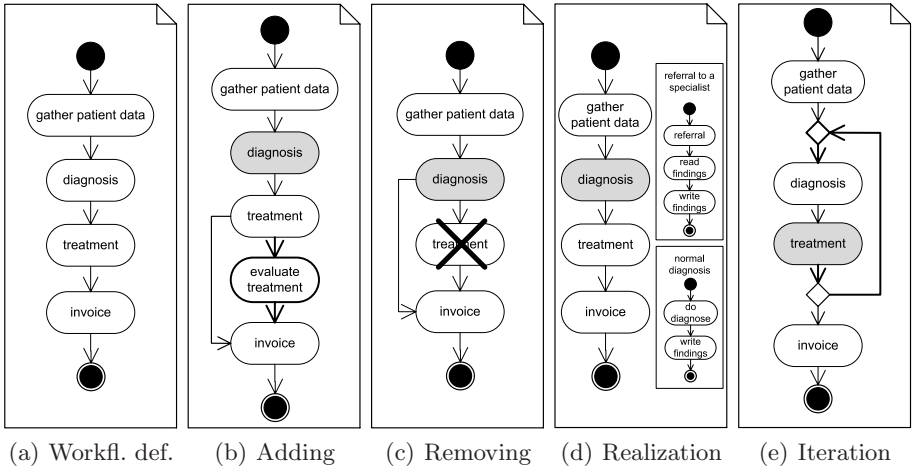 gather patient data
diagnosis
treatment
invoice
(a) Workfl. def.
gather patient data
diagnosis
treatment
evaluate
treatment
invoice
(b) Adding
gather patient data
diagnosis
treatment
invoice
(c) Removing
gather
patient data
diagnosis
treatment
invoice
referral to a
specialist
referral
read
findings
write
findings
normal
diagnosis
do
diagnose
write
findings
(d) Realization
gather
patient data
diagnosis
treatment
invoice
(e) Iteration